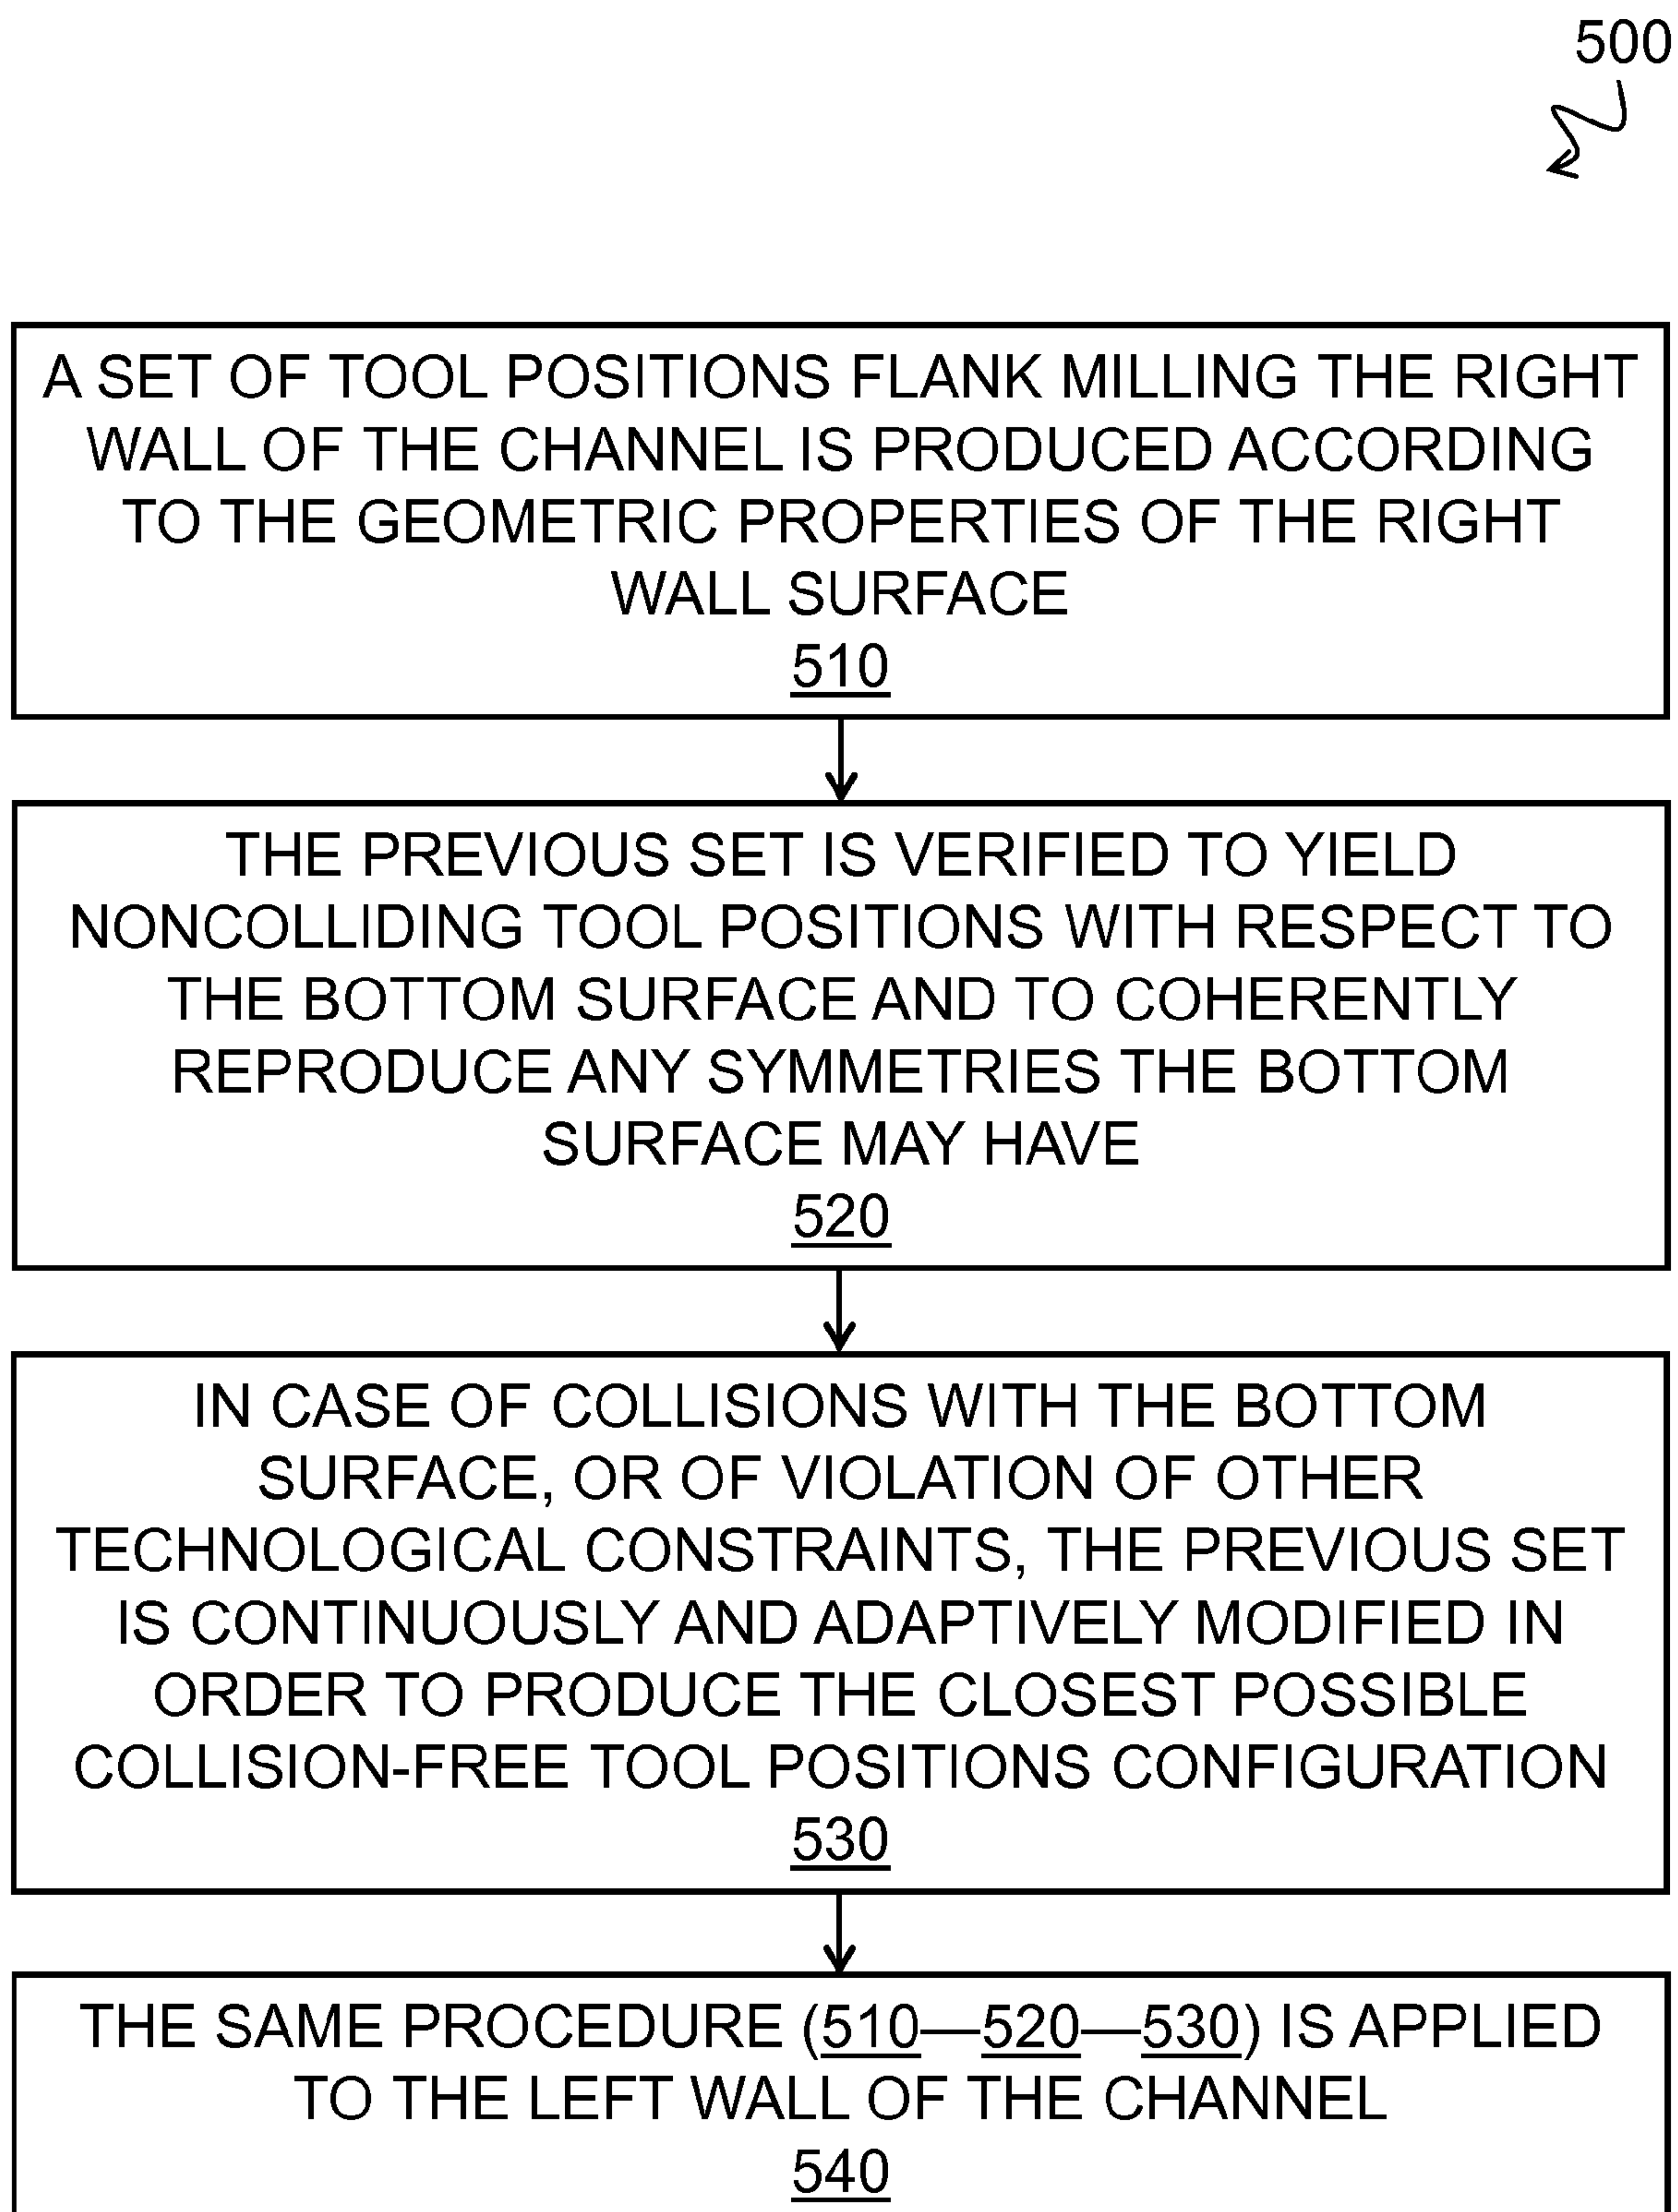 500
A SET OF TOOL POSITIONS FLANK MILLING THE RIGHT
WALL OF THE CHANNEL IS PRODUCED ACCORDING
TO THE GEOMETRIC PROPERTIES OF THE RIGHT
WALL SURFACE
510
THE PREVIOUS SET IS VERIFIED TO YIELD
NONCOLLIDING TOOL POSITIONS WITH RESPECT TO
THE BOTTOM SURFACE AND TO COHERENTLY
REPRODUCE ANY SYMMETRIES THE BOTTOM
SURFACE MAY HAVE
520
IN CASE OF COLLISIONS WITH THE BOTTOM
SURFACE, OR OF VIOLATION OF OTHER
TECHNOLOGICAL CONSTRAINTS, THE PREVIOUS SET
IS CONTINUOUSLY AND ADAPTIVELY MODIFIED IN
ORDER TO PRODUCE THE CLOSEST POSSIBLE
COLLISION-FREE TOOL POSITIONS CONFIGURATION
530
THE SAME PROCEDURE (510—520—530) IS APPLIED
TO THE LEFT WALL OF THE CHANNEL
540